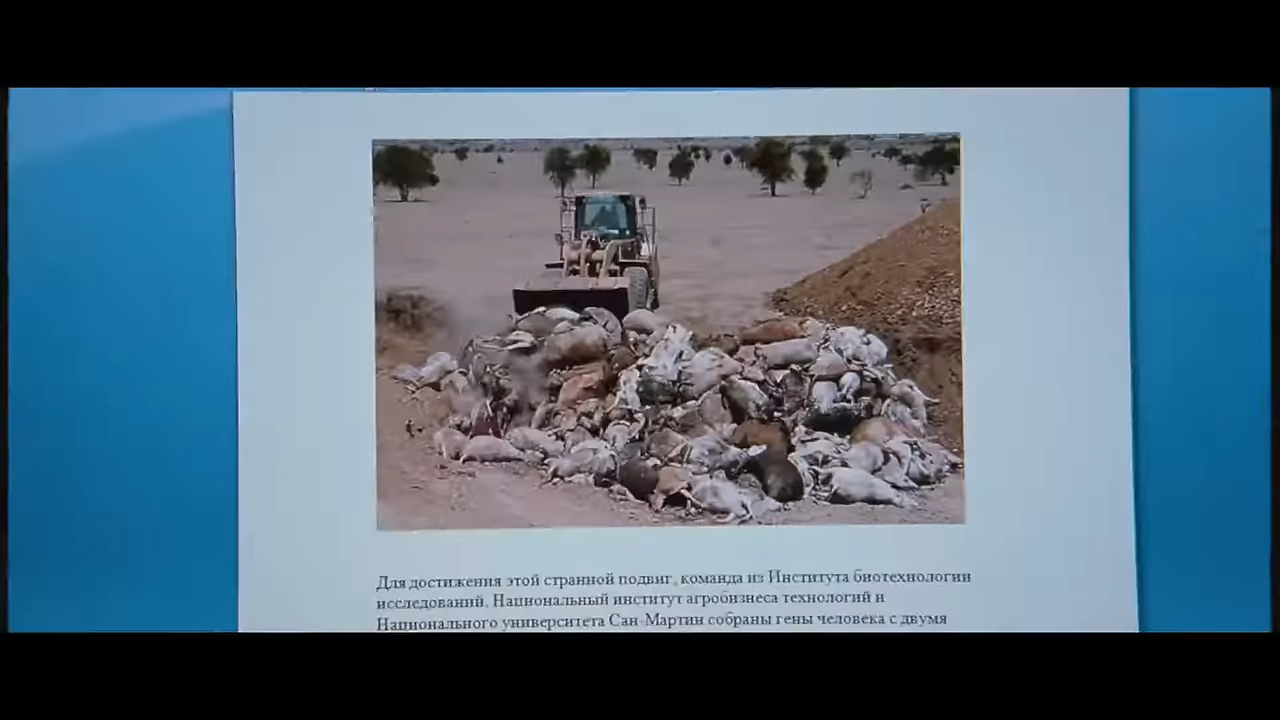 Для достижения этой странной подвиг, команда из Института биотехнологии
исследований, Национальный институт агробизнеса технологий и
Национального университета Сан-Мартин собраны гены человека с двумя